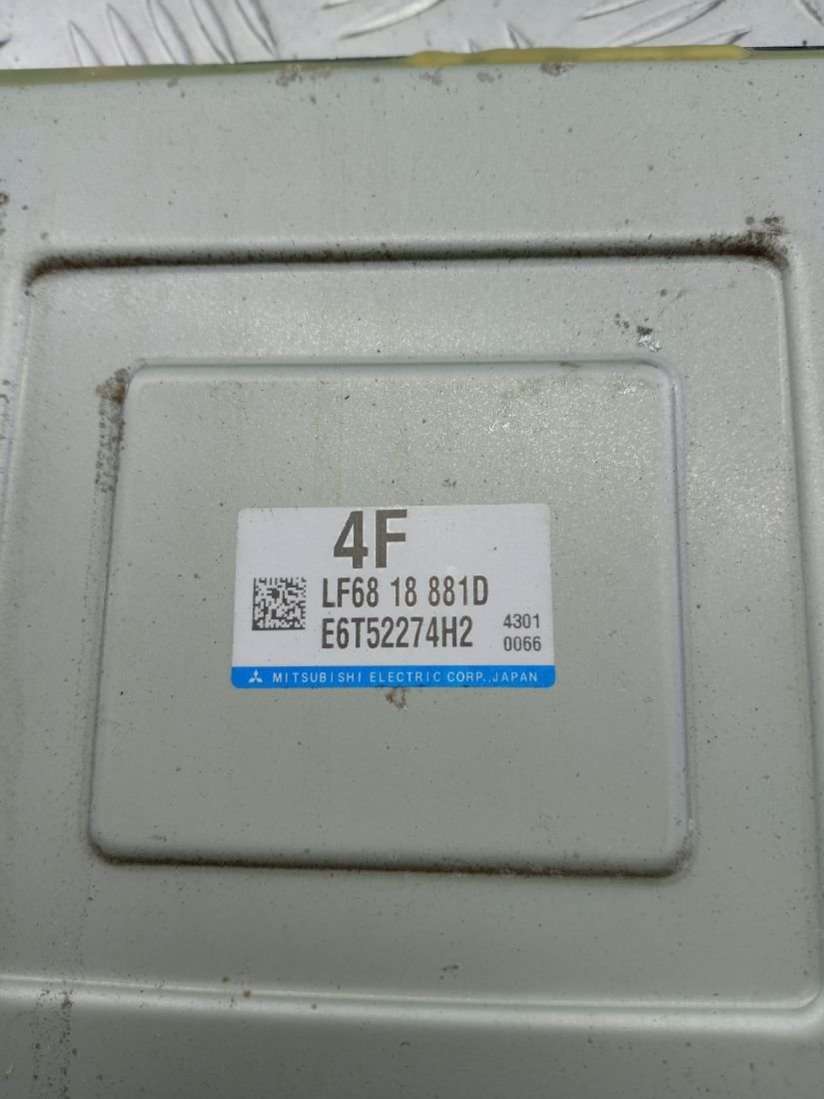 4F
LF68 18 881D
E6T52274H2
4301
0066
MITSUBISHI ELECTRIC CORP., JAPAN